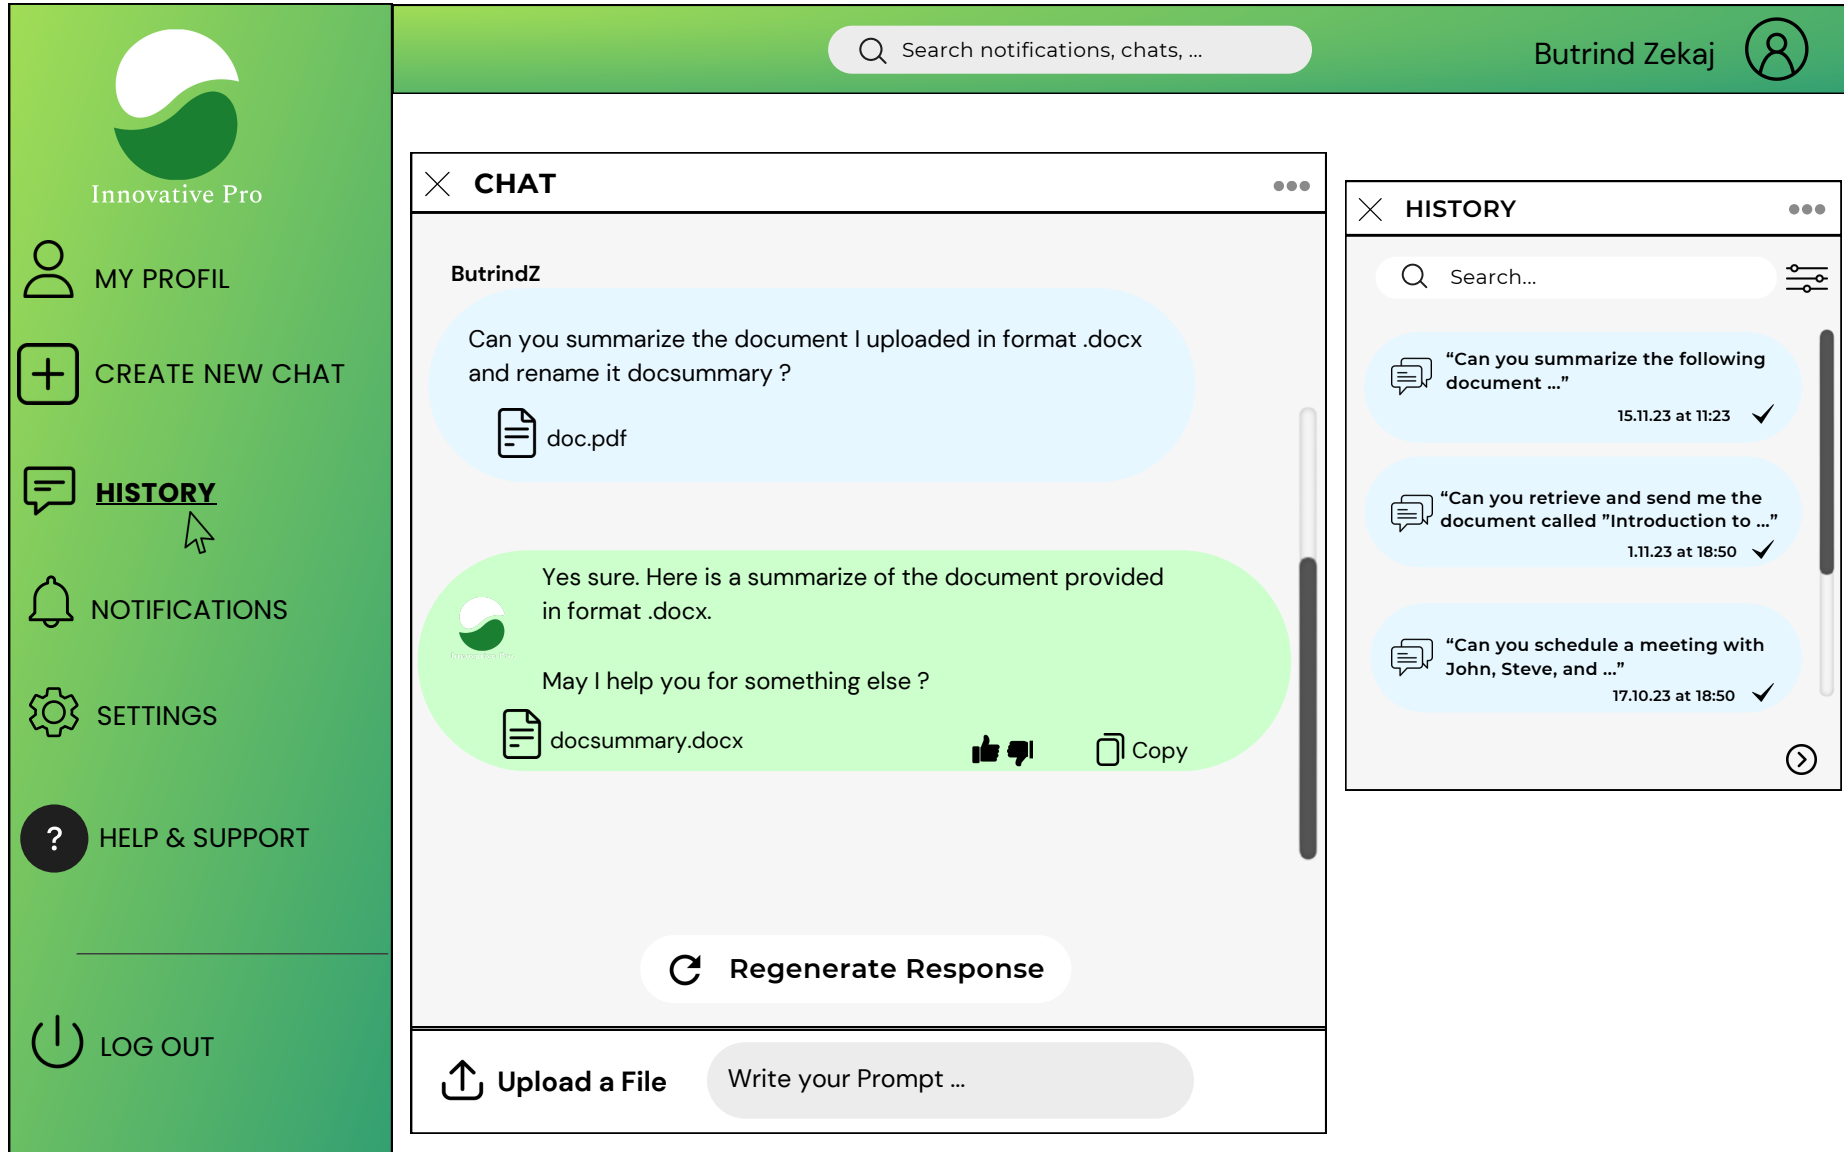 Innovative Pro
MY PROFIL
CREATE NEW CHAT
HISTORY
NOTIFICATIONS
SETTINGS
?
HELP & SUPPORT
LOG OUT
Search notifications, chats, ...
Butrind Zekaj
CHAT
ButrindZ
Can you summarize the document I uploaded in format .docx
and rename it docsummary ?
doc.pdf
Yes sure. Here is a summarize of the document provided
in format .docx.
May I help you for something else ?
docsummary.docx
Copy
Regenerate Response
Upload a File
Write your Prompt ...
HISTORY
Search...
“Can you summarize the following
document ...”
15.11.23 at 11:23
“Can you retrieve and send me the
document called ”Introduction to ...”
1.11.23 at 18:50
“Can you schedule a meeting with
John, Steve, and ...”
17.10.23 at 18:50